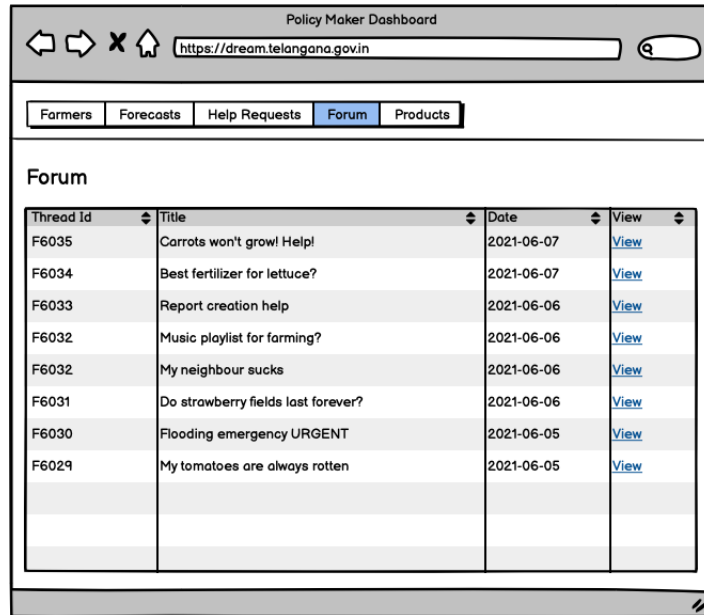 Policy Maker Dashboard
https://dream.telangana.gov.in
Farmers Forecasts Help Requests Forum Products
Forum
Thread Id Title Date View
F6035 Carrots won't grow! Help! 2021-06-07 View
F6034 Best fertilizer for lettuce? 2021-06-07 View
F6033 Report creation help 2021-06-06 View
F6032 Music playlist for farming? 2021-06-06 View
F6032 My neighbour sucks 2021-06-06 View
F6031 Do strawberry fields last forever? 2021-06-06 View
F6030 Flooding emergency URGENT 2021-06-05 View
F6029 My tomatoes are always rotten 2021-06-05 View